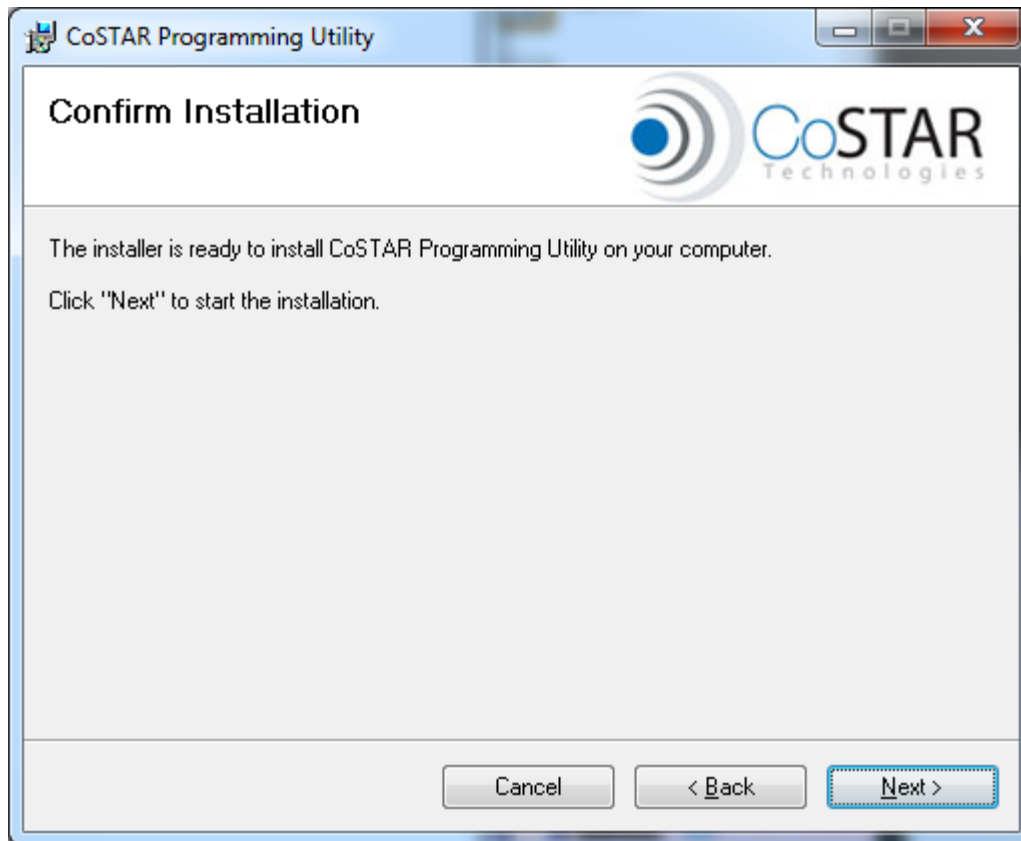 CoSTAR Programming Utility
Confirm Installation
CoSTAR
Technologies
The installer is ready to install CoSTAR Programming Utility on your computer.
Click "Next" to start the installation.
Cancel
< Back
Next >